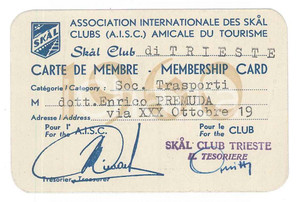 SKÅL
ASSOCIATION INTERNATIONALE DES SKÅL
CLUBS (A.I.S.C.) AMICALE DU TOURISME
Skål Club di TRIESTE
CARTE DE MEMBRE - MEMBERSHIP CARD
Catégorie / Category : Soc. Trasporti
M dott. Enrico PREMUDA
Adresse / Address : via XXX Ottobre 19
Pour l'A.I.S.C.
For the
Pour le CLUB
For the
SKÅL CLUB TRIESTE
IL TESORIERE
Trésorier - Treasurer